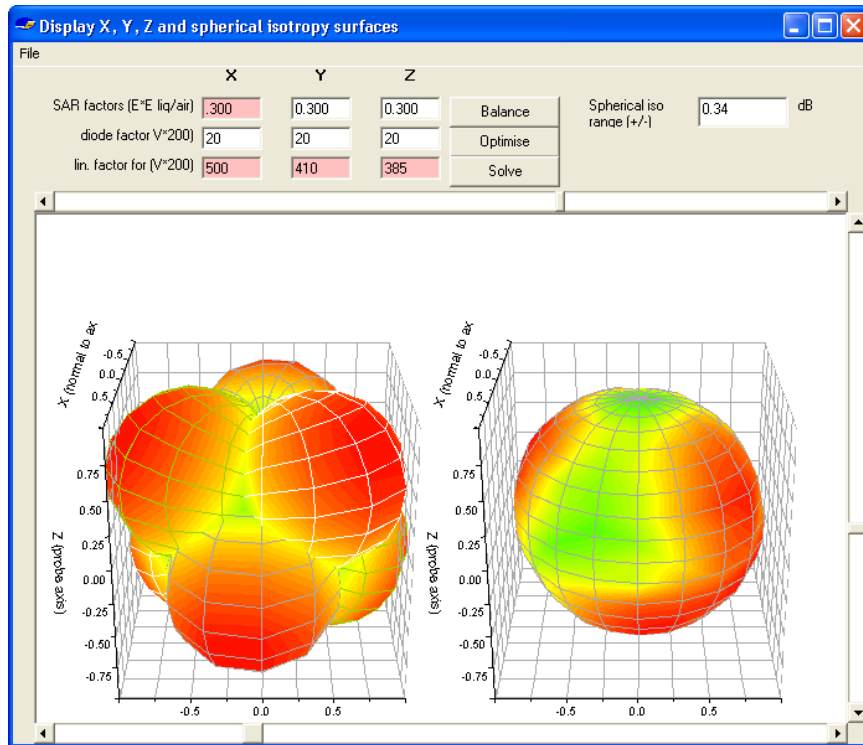 Display X, Y, Z and spherical isotropy surfaces
File
X Y Z
SAR factors (E*E liq/air) .300 0.300 0.300 Balance Spherical iso range (+/-) 0.34 dB
diode factor V*200) 20 20 20 Optimise
lin. factor for (V*200) 500 410 385 Solve
X (normal to ax
-0.5
0.0
0.5
0.75
0.50
0.25
0.00
-0.25
-0.50
-0.75
Z (probe axis)
-0.5 0.0 0.5
X (normal to ax
-0.5
0.0
0.5
0.75
0.50
0.25
0.00
-0.25
-0.50
-0.75
Z (probe axis)
-0.5 0.0 0.5